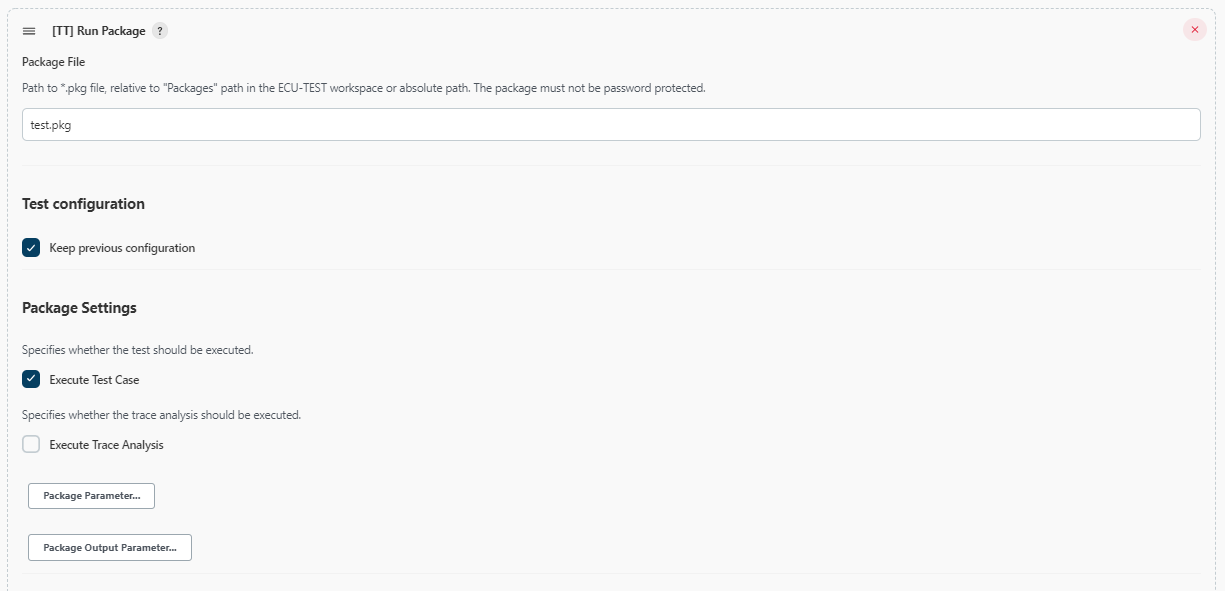 [TT] Run Package ?
Package File
Path to *.pkg file, relative to "Packages" path in the ECU-TEST workspace or absolute path. The package must not be password protected.
test.pkg
Test configuration
Keep previous configuration
Package Settings
Specifies whether the test should be executed.
Execute Test Case
Specifies whether the trace analysis should be executed.
Execute Trace Analysis
Package Parameter...
Package Output Parameter...